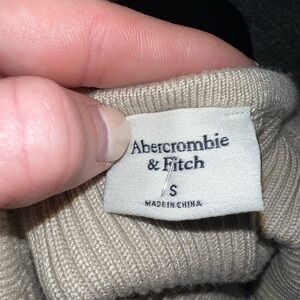 Abercrombie
& Fitch
S
MADE IN CHINA